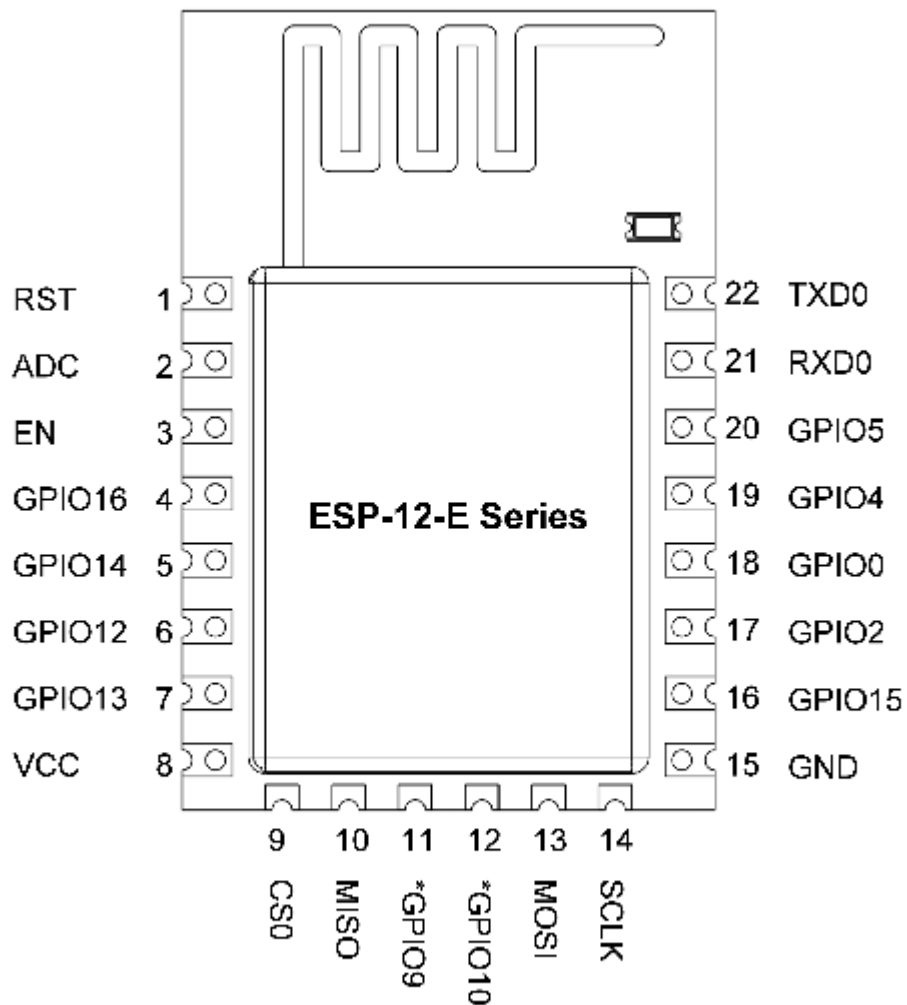 RST 1
ADC 2
EN 3
GPIO16 4
GPIO14 5
GPIO12 6
GPIO13 7
VCC 8
ESP-12-E Series
22 TXD0
21 RXD0
20 GPIO5
19 GPIO4
18 GPIO0
17 GPIO2
16 GPIO15
15 GND
9 10 11 12 13 14
CS0
MISO
*GPIO9
*GPIO10
MOSI
SCLK